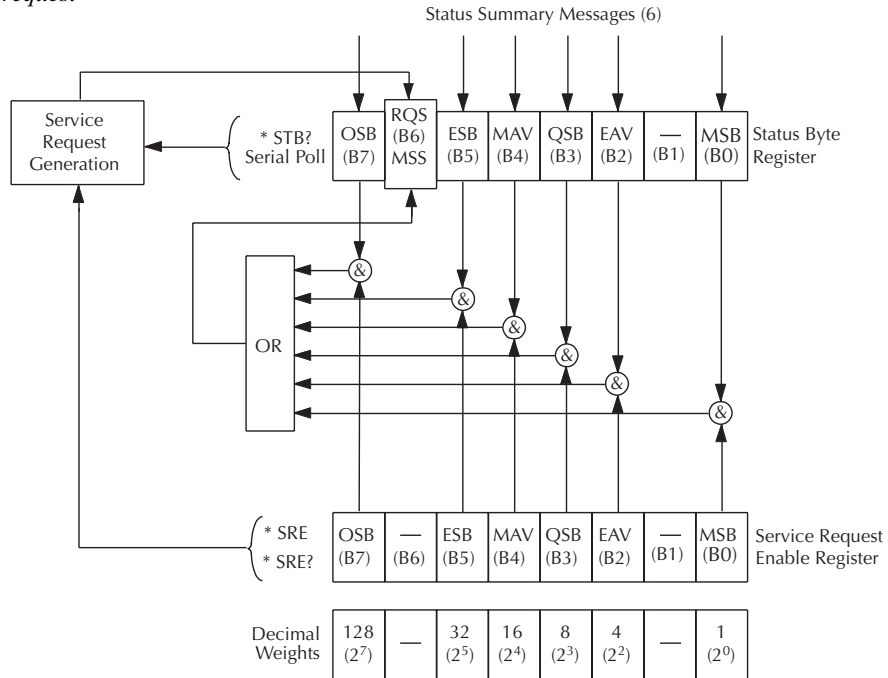 request
Status Summary Messages (6)
Service
Request
Generation
* STB?
Serial Poll
OSB
(B7)
RQS
(B6)
MSS
ESB
(B5)
MAV
(B4)
QSB
(B3)
EAV
(B2)
—
(B1)
MSB
(B0)
Status Byte
Register
OR
&
&
&
&
&
&
* SRE
* SRE?
OSB
(B7)
—
(B6)
ESB
(B5)
MAV
(B4)
QSB
(B3)
EAV
(B2)
—
(B1)
MSB
(B0)
Service Request
Enable Register
Decimal
Weights
128
(2⁷)
—
32
(2⁵)
16
(2⁴)
8
(2³)
4
(2²)
—
1
(2⁰)